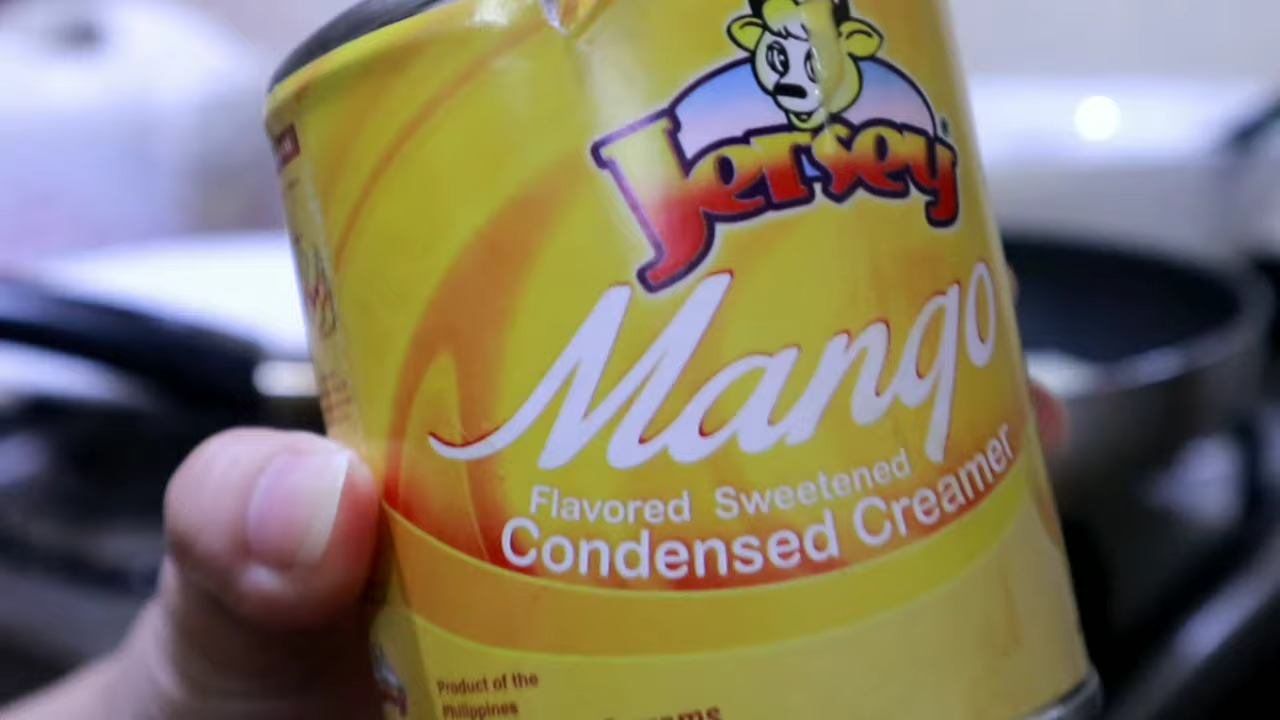 Jersey
Mango
Flavored Sweetened
Condensed Creamer
Product of the
Philippines